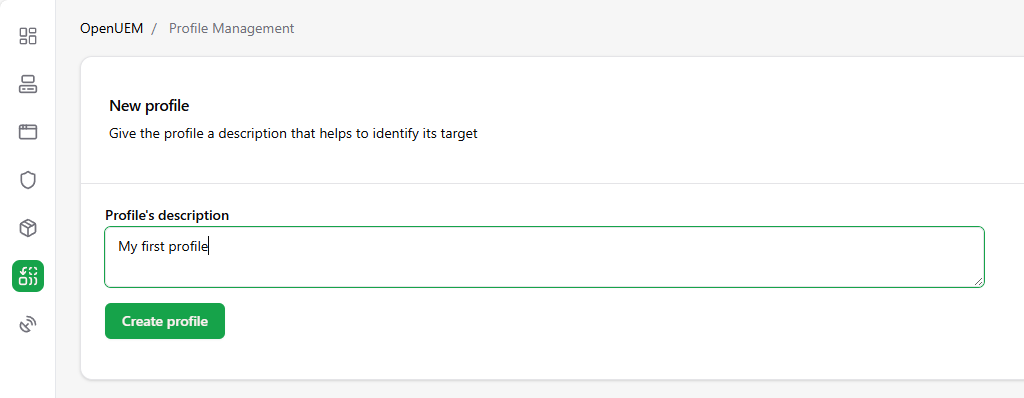 OpenUEM / Profile Management
New profile
Give the profile a description that helps to identify its target
Profile's description
My first profile
Create profile